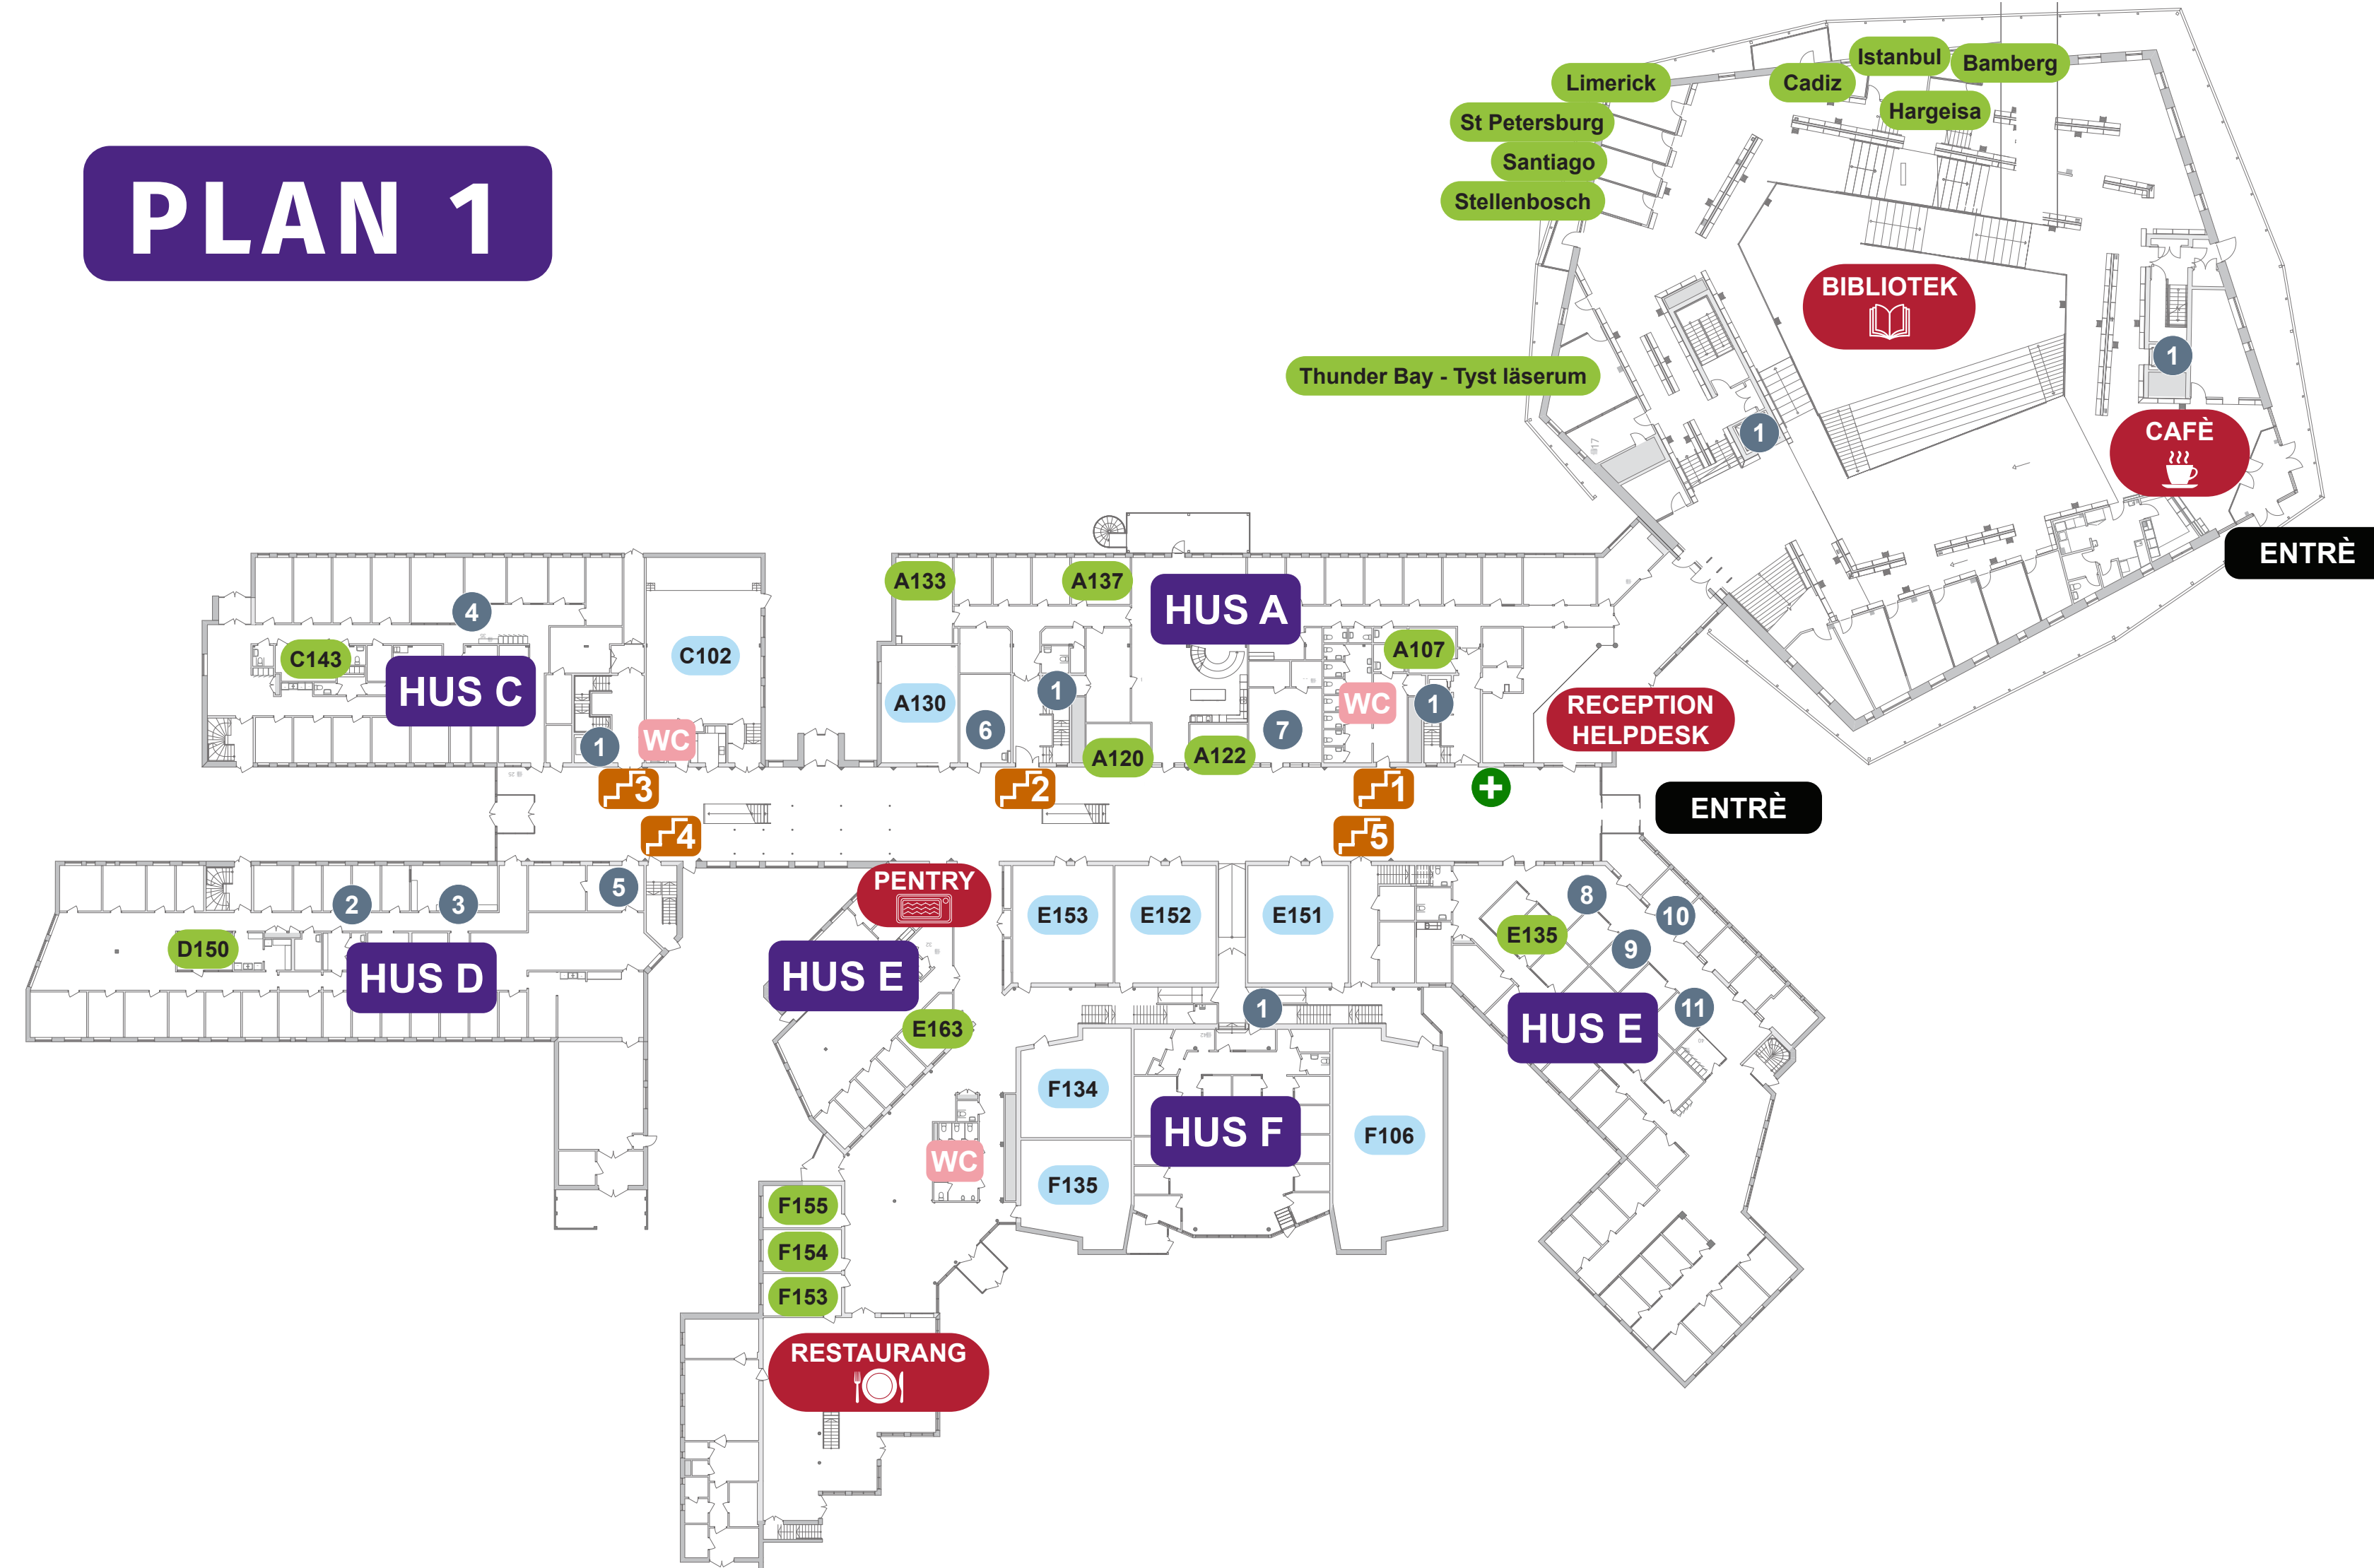 PLAN 1
Istanbul
Bamberg
Limerick
Cadiz
Hargeisa
St Petersburg
Santiago
Stellenbosch
BIBLIOTEK
Thunder Bay - Tyst läserum
1
1
CAFÈ
ENTRÈ
A133
A137
HUS A
4
C143
HUS C
C102
A130
6
1
7
A107
WC
1
RECEPTION
HELPDESK
1
WC
A120
A122
3
2
1
4
5
ENTRÈ
PENTRY
2
3
5
D150
HUS D
HUS E
E163
E153
E152
E151
8
10
E135
9
11
HUS E
1
F134
F135
HUS F
F106
WC
F155
F154
F153
RESTAURANG